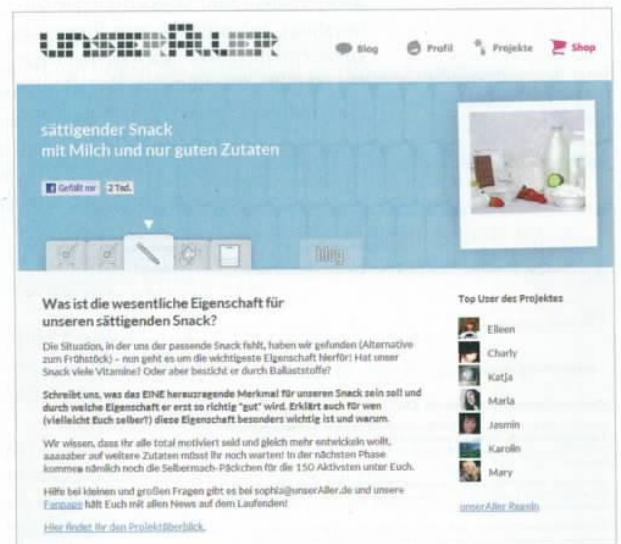 unserAller
Blog
Profil
Projekte
Shop
sättigender Snack
mit Milch und nur guten Zutaten
Gefällt mir
2 Tsd.
blog
Was ist die wesentliche Eigenschaft für
unseren sättigenden Snack?
Die Situation, in der uns der passende Snack fehlt, haben wir gefunden (Alternative
zum Frühstück) – nun geht es um die wichtigste Eigenschaft hierfür! Hat unser
Snack viele Vitamine? Oder aber besticht er durch Ballaststoffe?
Schreibt uns, was das EINE herausragende Merkmal für unseren Snack sein soll und
durch welche Eigenschaft er erst so richtig "gut" wird. Erklärt auch für wen
(vielleicht Euch selber?) diese Eigenschaft besonders wichtig ist und warum.
Wir wissen, dass ihr alle total motiviert seid und gleich mehr entwickeln wollt,
aaaaber auf weitere Zutaten müsst ihr noch warten! In der nächsten Phase
kommen nämlich noch die Selbermach-Päckchen für die 150 Aktivsten unter Euch.
Hilfe bei kleinen und großen Fragen gibt es bei sophia@unserAller.de und unsere
Fanpage hält Euch mit allen News auf dem Laufenden!
Hier findet ihr den Projektüberblick.
Top User des Projektes
Eileen
Charly
Katja
Maria
Jasmin
Karolin
Mary
unserAller Regeln